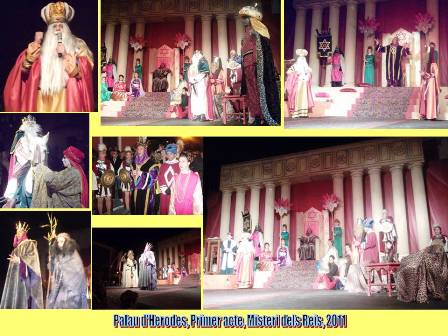 Palau d'Herodes, Primer acte, Misteri dels Reis, 2011